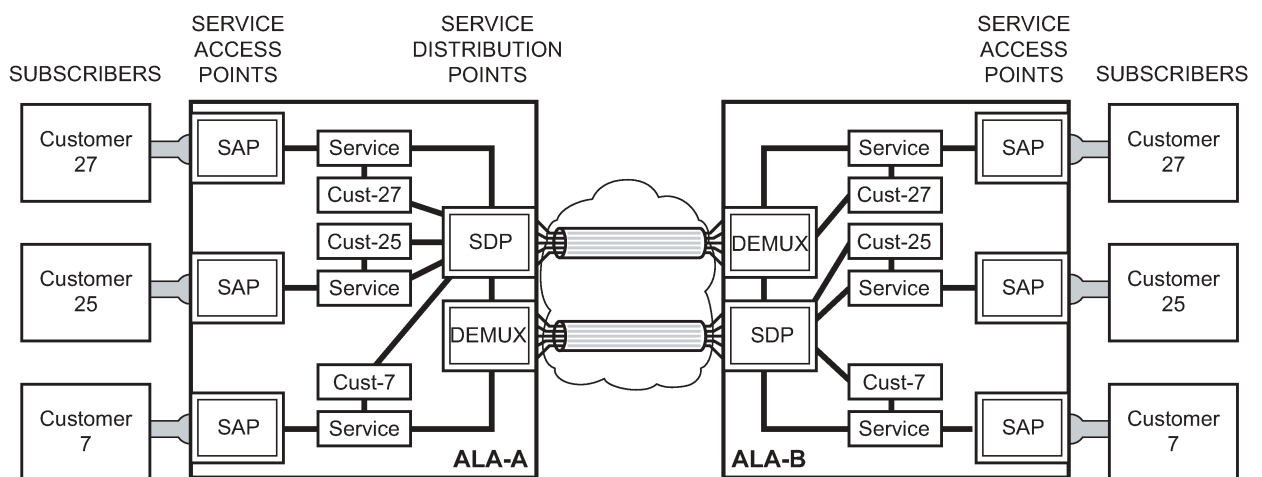 SERVICE
ACCESS
POINTS
SERVICE
DISTRIBUTION
POINTS
SERVICE
ACCESS
POINTS
SUBSCRIBERS
SUBSCRIBERS
Customer
27
SAP
Service
Service
SAP
Customer
27
Cust-27
Cust-27
Cust-25
SDP
DEMUX
Cust-25
Customer
25
SAP
Service
Service
SAP
Customer
25
DEMUX
SDP
Cust-7
Cust-7
Customer
7
SAP
Service
Service
SAP
Customer
7
ALA-A
ALA-B